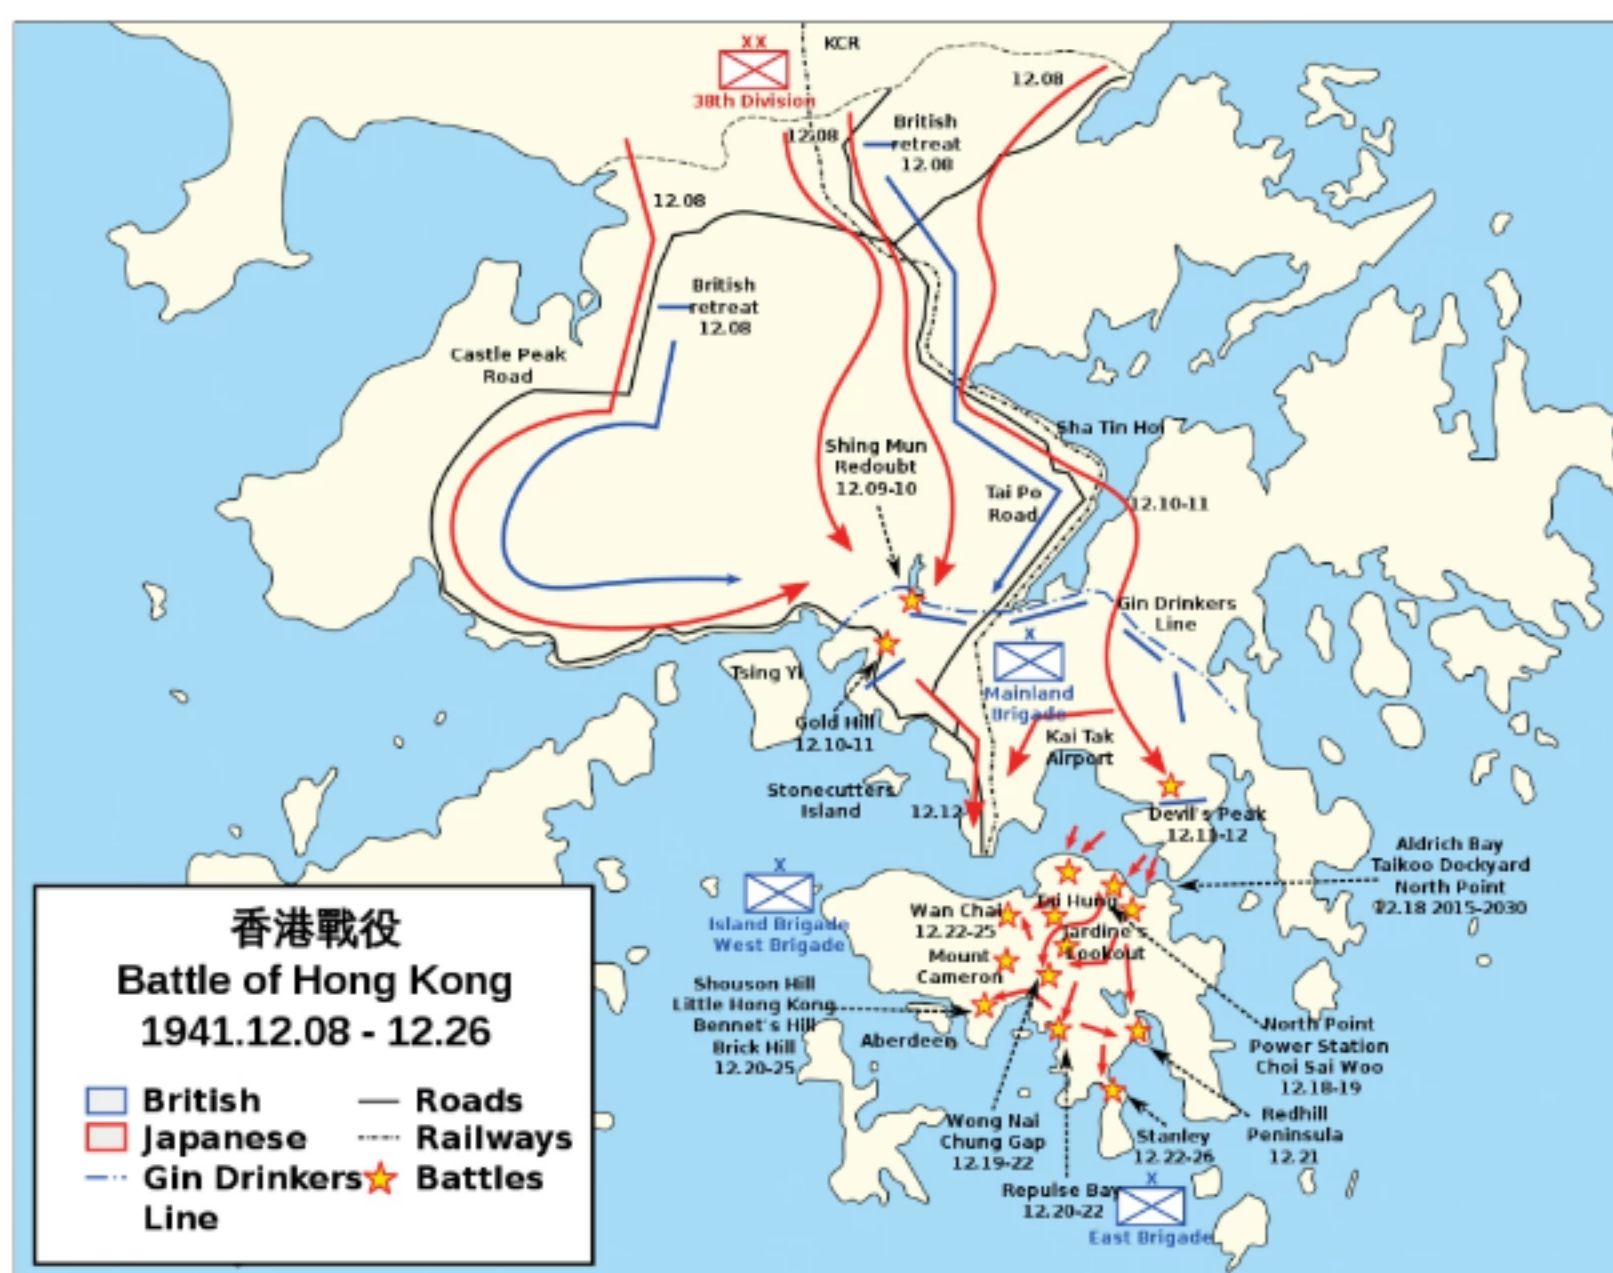 XX
38th Division
KCR
12.08
12.08
British
retreat
12.08
12.08
British
retreat
12.08
Castle Peak
Road
Shing Mun
Redoubt
12.09-10
Sha Tin Hoi
Tai Po
Road
12.10-11
Gin Drinkers
Line
X
Mainland
Brigade
Tsing Yi
Gold Hill
12.10-11
Kai Tak
Airport
Stonecutters
Island
12.12
Devil's Peak
12.11-12
Aldrich Bay
Taikoo Dockyard
North Point
12.18 2015-2030
X
Island Brigade
West Brigade
Wan Chai
12.22-25
Tai Hung
Jardine's
Lookout
Mount
Cameron
Shouson Hill
Little Hong Kong
Bennet's Hill
Brick Hill
12.20-25
Aberdeen
North Point
Power Station
Choi Sai Woo
12.18-19
Wong Nai
Chung Gap
12.19-22
Redhill
Peninsula
12.21
Stanley
12.22-26
Repulse Bay
12.20-22
X
East Brigade
香港戰役
Battle of Hong Kong
1941.12.08 - 12.26
British
Roads
Japanese
Railways
Gin Drinkers
Line
Battles